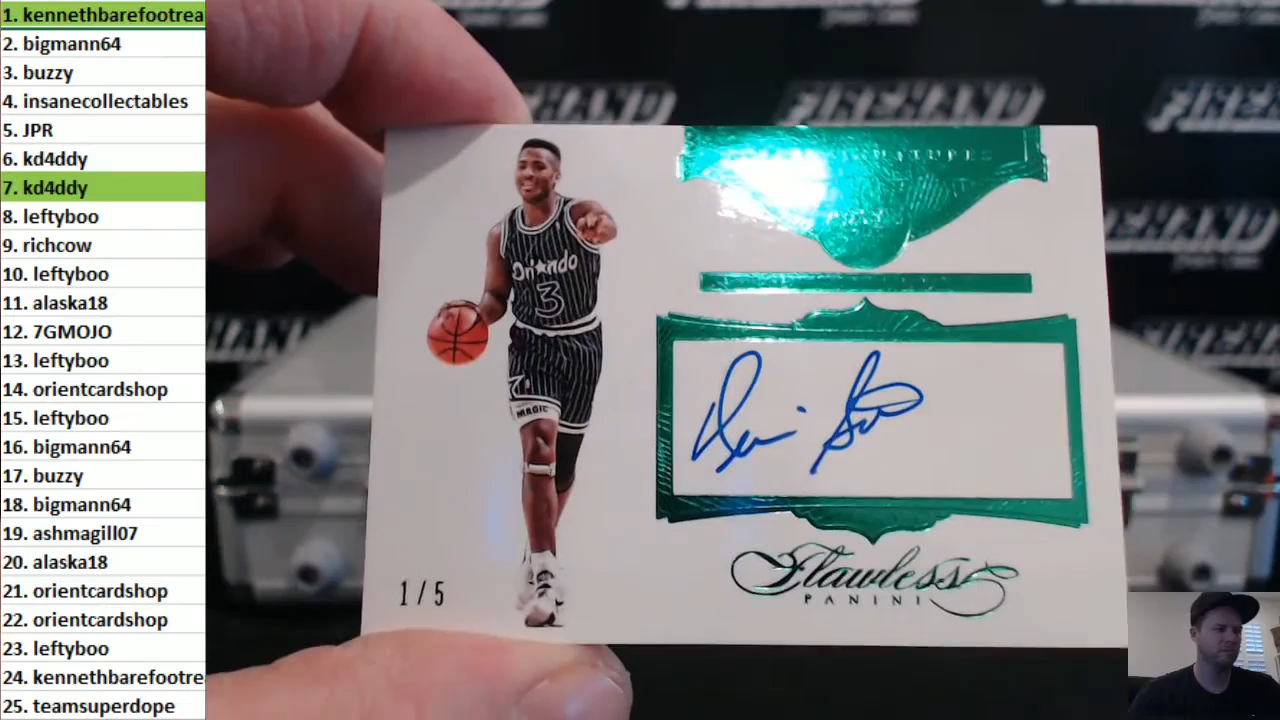 1. kennethbarefootrea
2. bigmann64
3. buzzy
4. insanecollectables
5. JPR
6. kd4ddy
7. kd4ddy
8. leftyboo
9. richcow
10. leftyboo
11. alaska18
12. 7GMOJO
13. leftyboo
14. orientcardshop
15. leftyboo
16. bigmann64
17. buzzy
18. bigmann64
19. ashmagill07
20. alaska18
21. orientcardshop
22. orientcardshop
23. leftyboo
24. kennethbarefootre
25. teamsuperdope
FIREHAND FIREHAND FIREHAND
Orlando
3
MAGIC
1/5
Flawless
PANINI